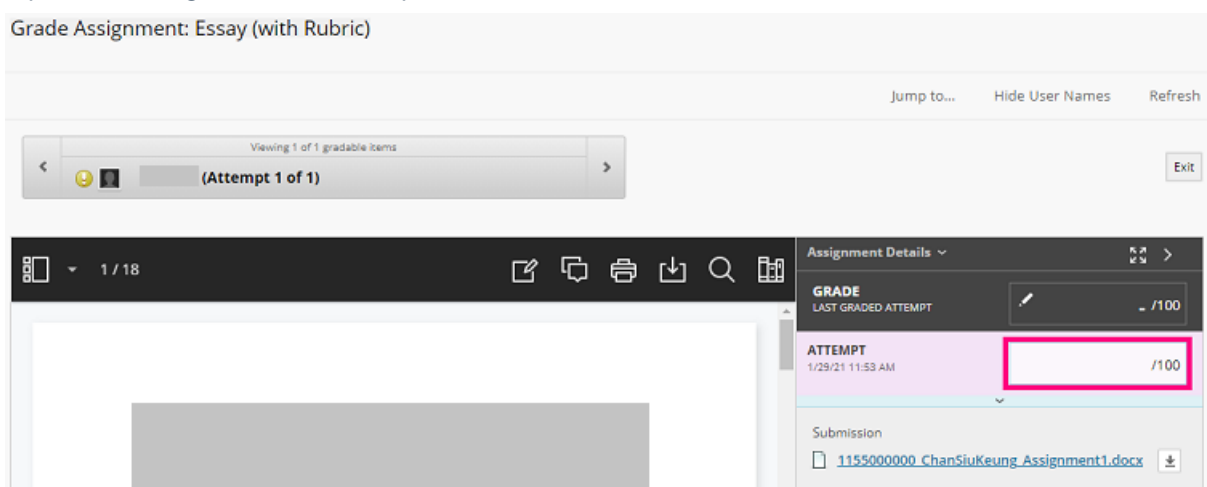 Grade Assignment: Essay (with Rubric)
Jump to... Hide User Names Refresh
Viewing 1 of 1 gradable items
(Attempt 1 of 1)
Exit
1 / 18
Assignment Details
GRADE
LAST GRADED ATTEMPT
- /100
ATTEMPT
1/29/21 11:53 AM
/100
Submission
1155000000_ChanSiuKeung_Assignment1.docx